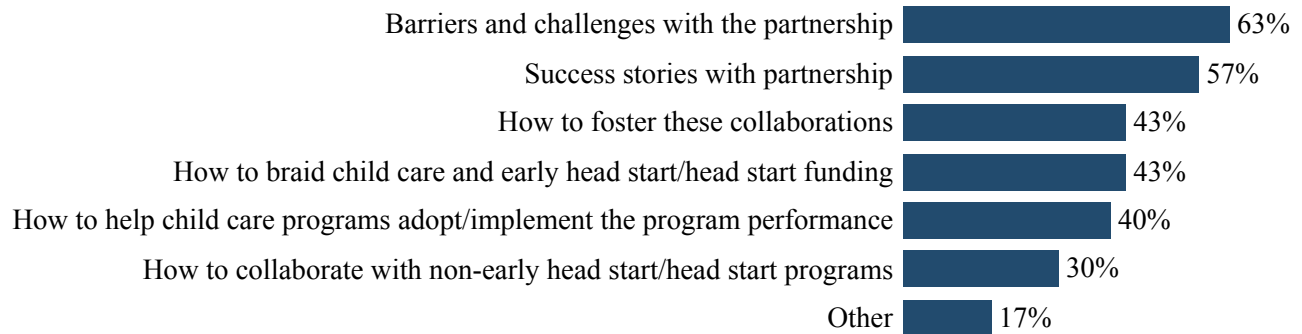 Barriers and challenges with the partnership 63%
Success stories with partnership 57%
How to foster these collaborations 43%
How to braid child care and early head start/head start funding 43%
How to help child care programs adopt/implement the program performance 40%
How to collaborate with non-early head start/head start programs 30%
Other 17%